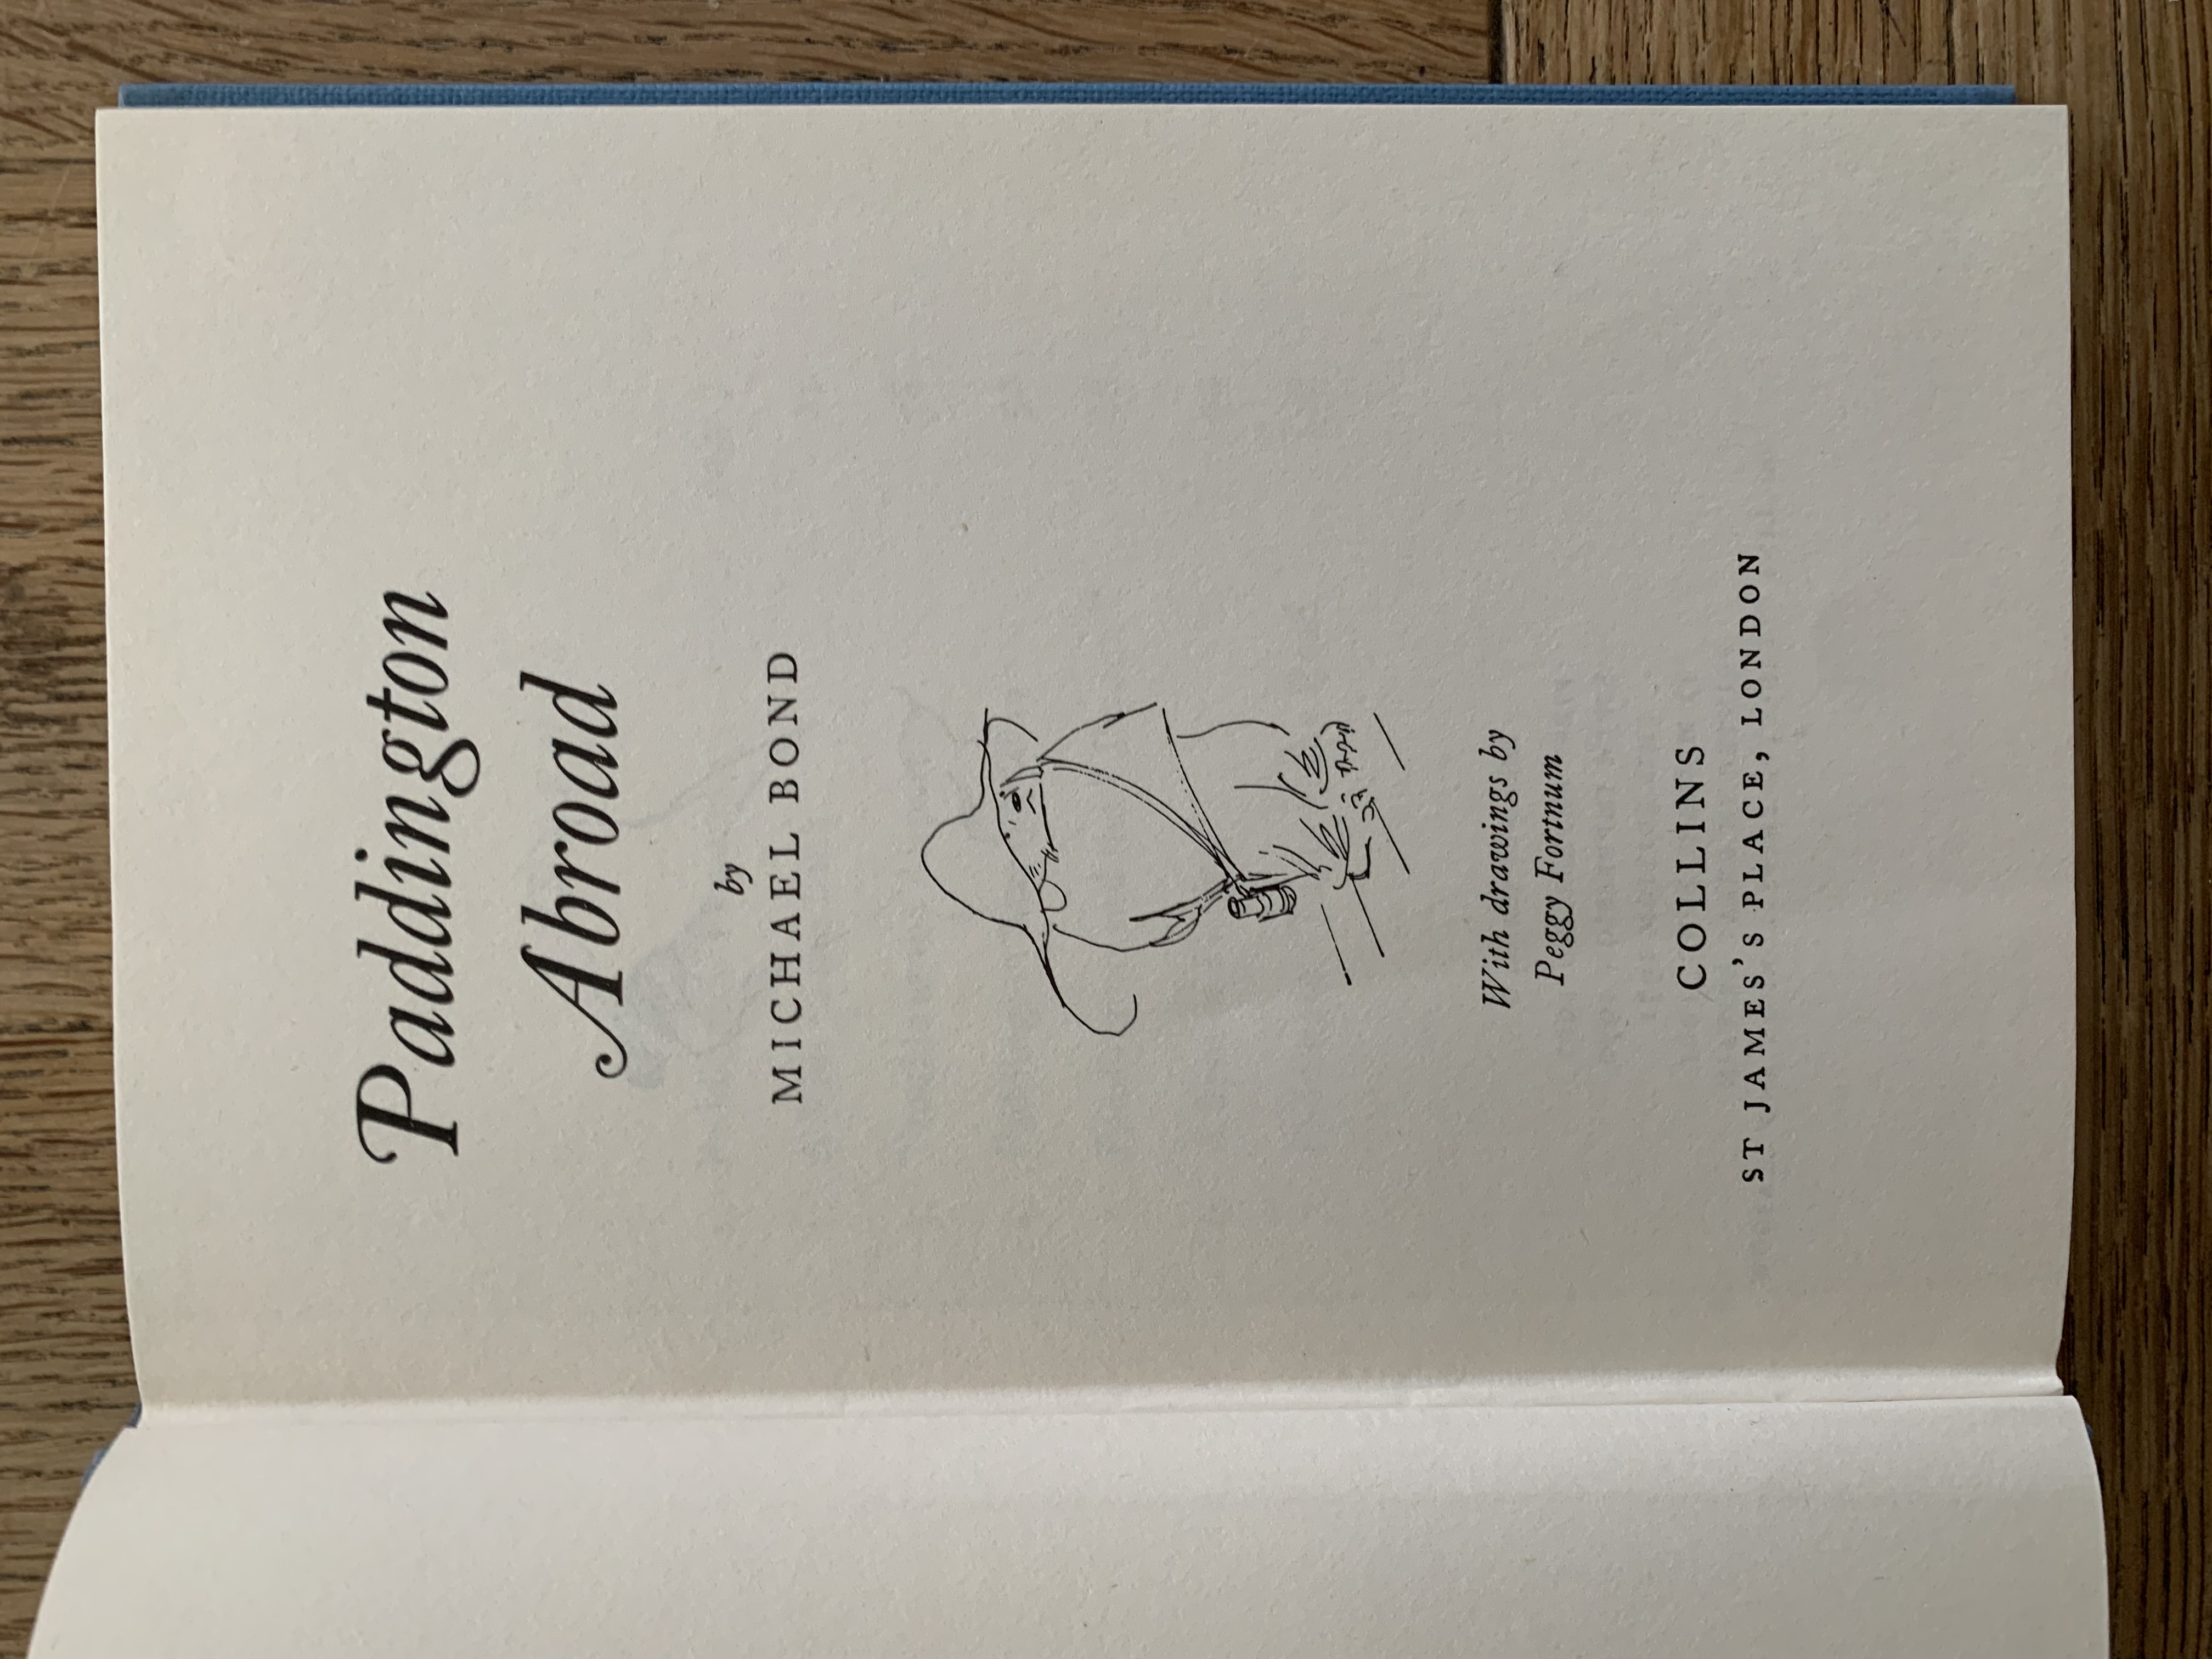 Paddington
Abroad
by
MICHAEL BOND
With drawings by
Peggy Fortnum
COLLINS
ST JAMES'S PLACE, LONDON